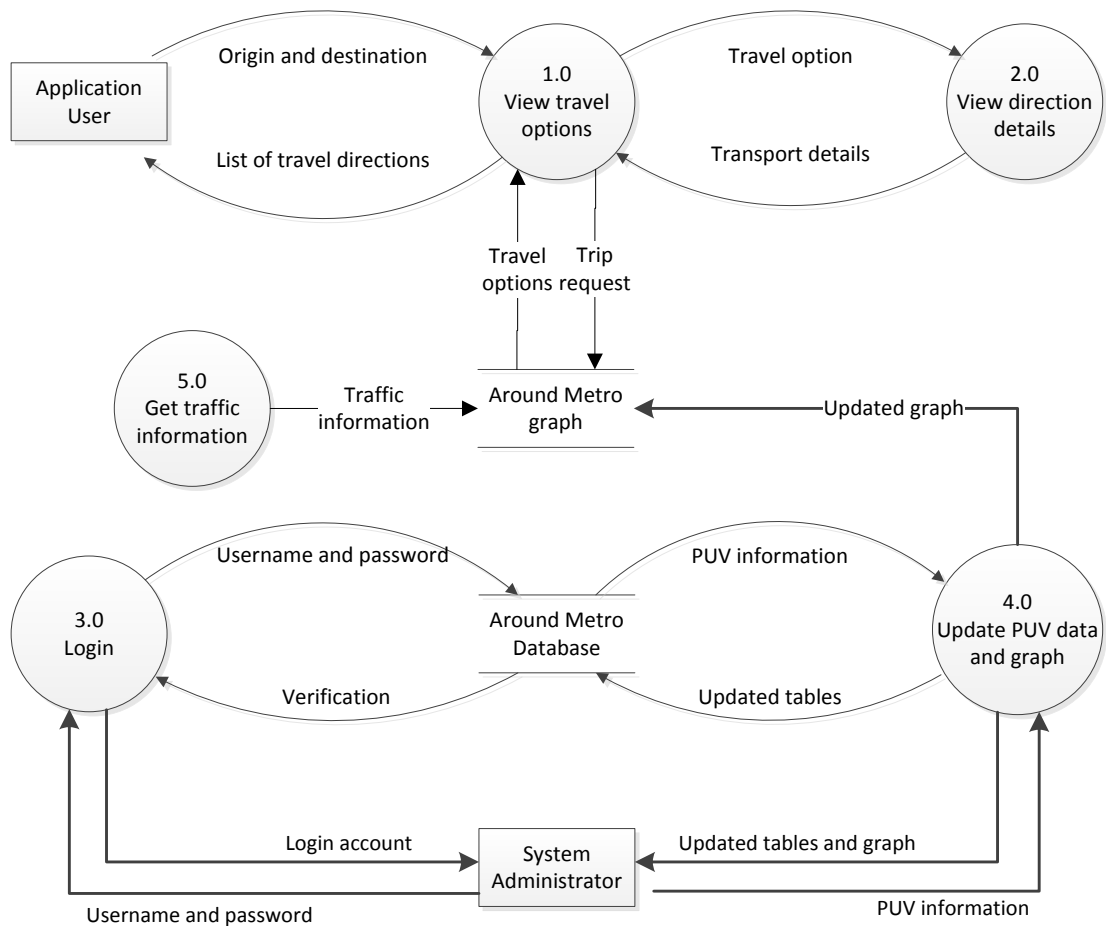 Application
User
Origin and destination
List of travel directions
1.0
View travel
options
Travel option
Transport details
2.0
View direction
details
Travel
options
Trip
request
5.0
Get traffic
information
Traffic
information
Around Metro
graph
Updated graph
3.0
Login
Username and password
Verification
Around Metro
Database
PUV information
Updated tables
4.0
Update PUV data
and graph
Login account
Username and password
System
Administrator
Updated tables and graph
PUV information